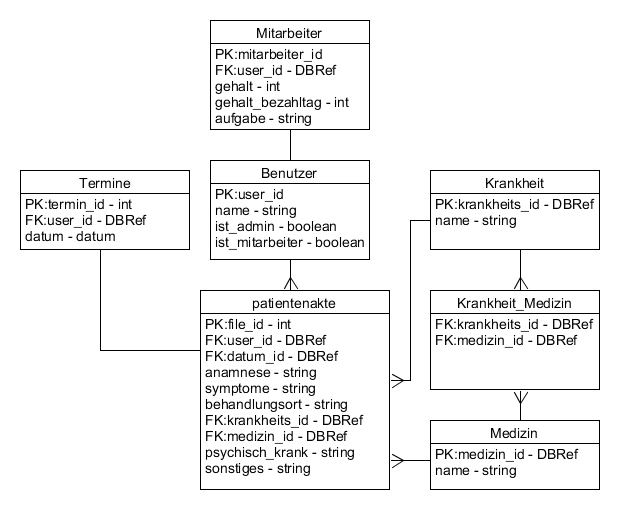 Mitarbeiter
PK:mitarbeiter_id
FK:user_id - DBRef
gehalt - int
gehalt_bezahltag - int
aufgabe - string
Termine
PK:termin_id - int
FK:user_id - DBRef
datum - datum
Benutzer
PK:user_id
name - string
ist_admin - boolean
ist_mitarbeiter - boolean
Krankheit
PK:krankheits_id - DBRef
name - string
patientenakte
PK:file_id - int
FK:user_id - DBRef
FK:datum_id - DBRef
anamnese - string
symptome - string
behandlungsort - string
FK:krankheits_id - DBRef
FK:medizin_id - DBRef
psychisch_krank - string
sonstiges - string
Krankheit_Medizin
FK:krankheits_id - DBRef
FK:medizin_id - DBRef
Medizin
PK:medizin_id - DBRef
name - string